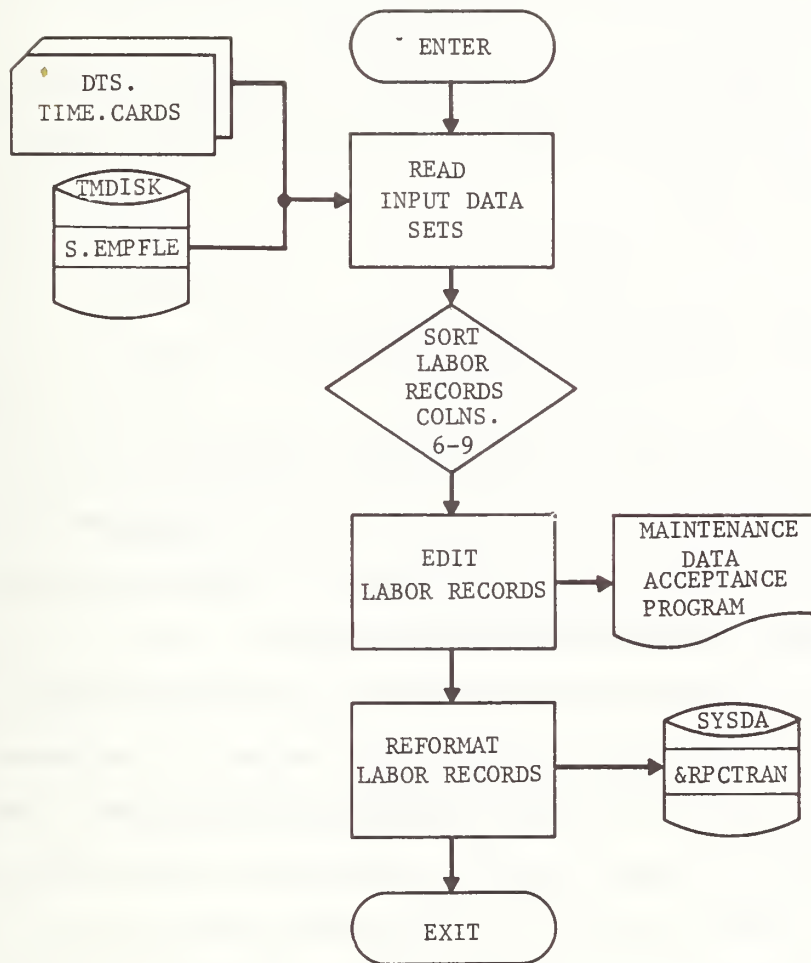 ENTER
DTS.
TIME.CARDS
READ
INPUT DATA
SETS
TMDISK
S.EMPFLE
SORT
LABOR
RECORDS
COLNS.
6-9
EDIT
LABOR RECORDS
MAINTENANCE
DATA
ACCEPTANCE
PROGRAM
REFORMAT
LABOR RECORDS
SYSDA
&RPCTRAN
EXIT